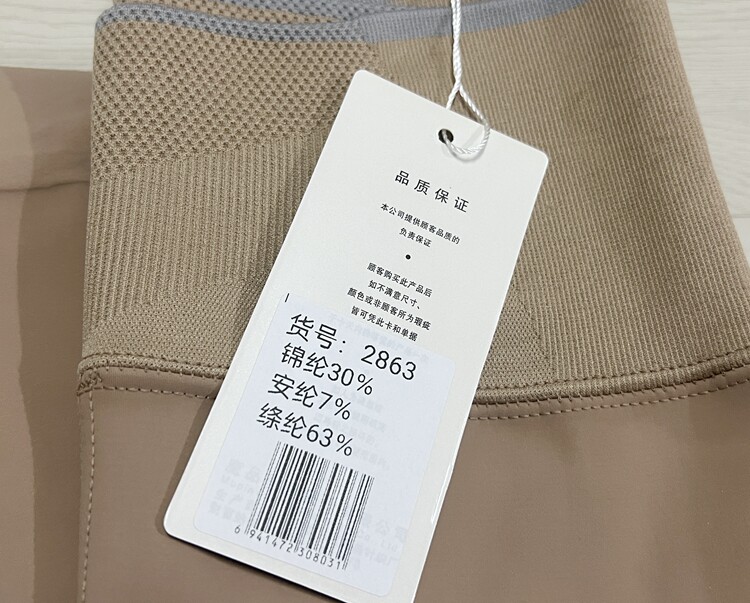 品质保证
本公司提供顾客品质的
负责保证
顾客购买此产品后
如不满意尺寸、
颜色或非顾客所为瑕疵
皆可凭此卡和单据
货号：2863
锦纶30%
安纶7%
绦纶63%
6941472308031